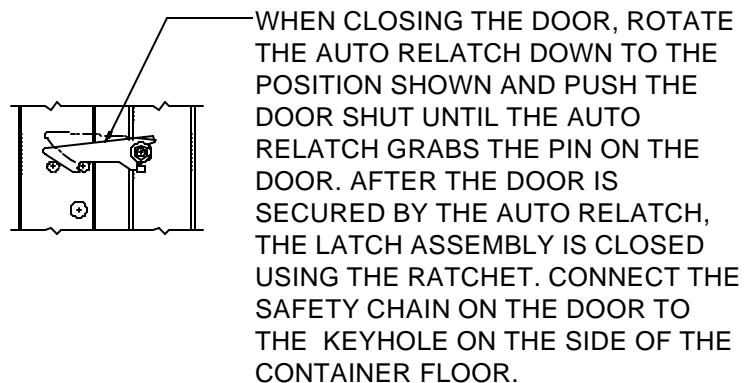 WHEN CLOSING THE DOOR, ROTATE
THE AUTO RELATCH DOWN TO THE
POSITION SHOWN AND PUSH THE
DOOR SHUT UNTIL THE AUTO
RELATCH GRABS THE PIN ON THE
DOOR. AFTER THE DOOR IS
SECURED BY THE AUTO RELATCH,
THE LATCH ASSEMBLY IS CLOSED
USING THE RATCHET. CONNECT THE
SAFETY CHAIN ON THE DOOR TO
THE  KEYHOLE ON THE SIDE OF THE
CONTAINER FLOOR.